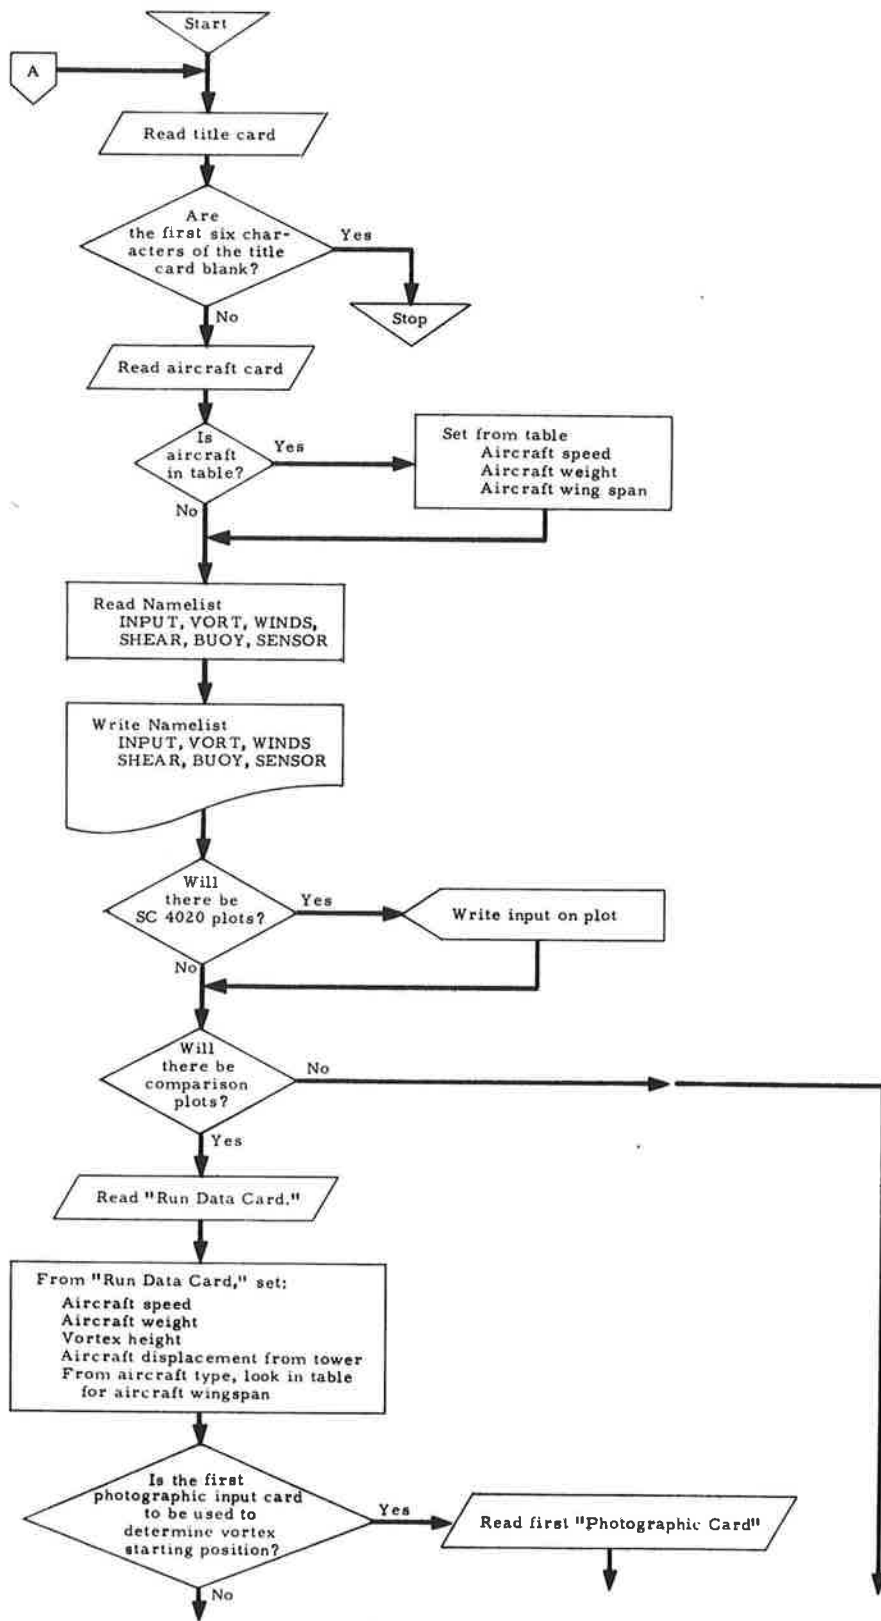 Start
A
Read title card
Are
the first six char-
acters of the title
card blank?
Yes
Stop
No
Read aircraft card
Is
aircraft
in table?
Yes
Set from table
Aircraft speed
Aircraft weight
Aircraft wing span
No
Read Namelist
INPUT, VORT, WINDS,
SHEAR, BUOY, SENSOR
Write Namelist
INPUT, VORT, WINDS
SHEAR, BUOY, SENSOR
Will
there be
SC 4020 plots?
Yes
Write input on plot
No
Will
there be
comparison
plots?
No
Yes
Read "Run Data Card."
From "Run Data Card," set:
Aircraft speed
Aircraft weight
Vortex height
Aircraft displacement from tower
From aircraft type, look in table
for aircraft wingspan
Is the first
photographic input card
to be used to
determine vortex
starting position?
Yes
Read first "Photographic Card"
No